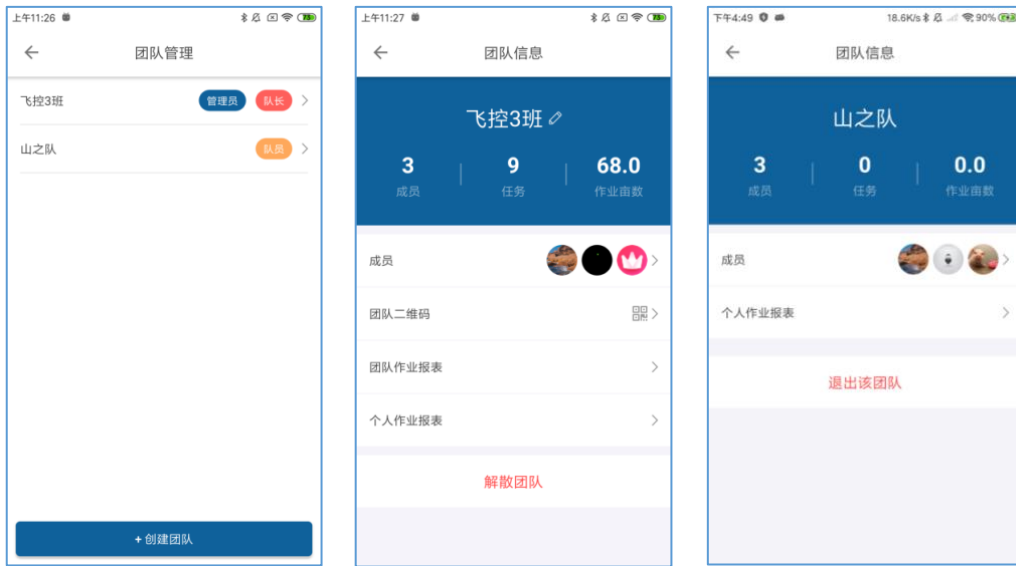 上午11:26
团队管理
飞控3班 管理员 队长
山之队 队员
+ 创建团队
上午11:27
团队信息
飞控3班
3 9 68.0
成员 任务 作业亩数
成员
团队二维码
团队作业报表
个人作业报表
解散团队
下午4:49 18.6K/s 90%
团队信息
山之队
3 0 0.0
成员 任务 作业亩数
成员
个人作业报表
退出该团队